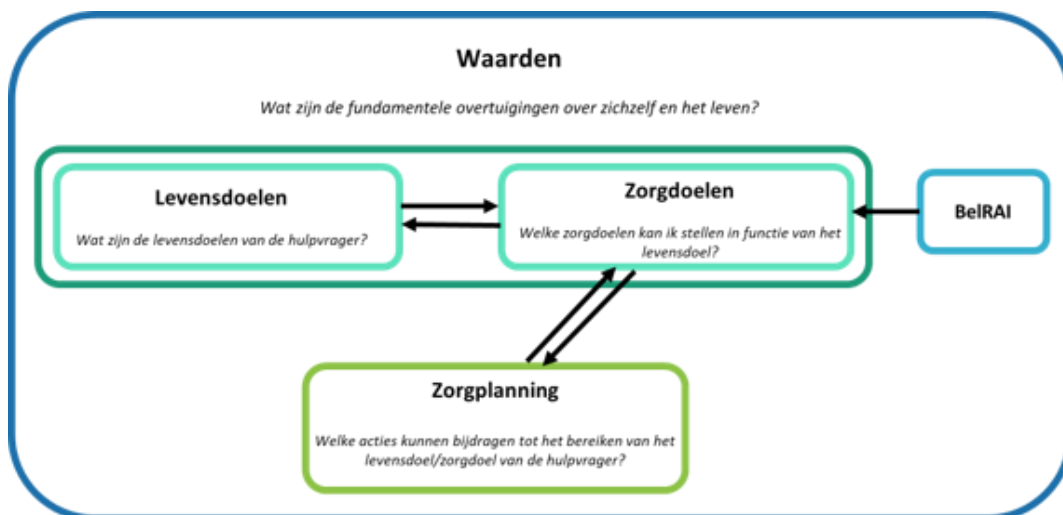 Waarden
Wat zijn de fundamentele overtuigingen over zichzelf en het leven?
Levensdoelen
Wat zijn de levensdoelen van de hulpvrager?
Zorgdoelen
Welke zorgdoelen kan ik stellen in functie van het
levensdoel?
BelRAI
Zorgplanning
Welke acties kunnen bijdragen tot het bereiken van het
levensdoel/zorgdoel van de hulpvrager?